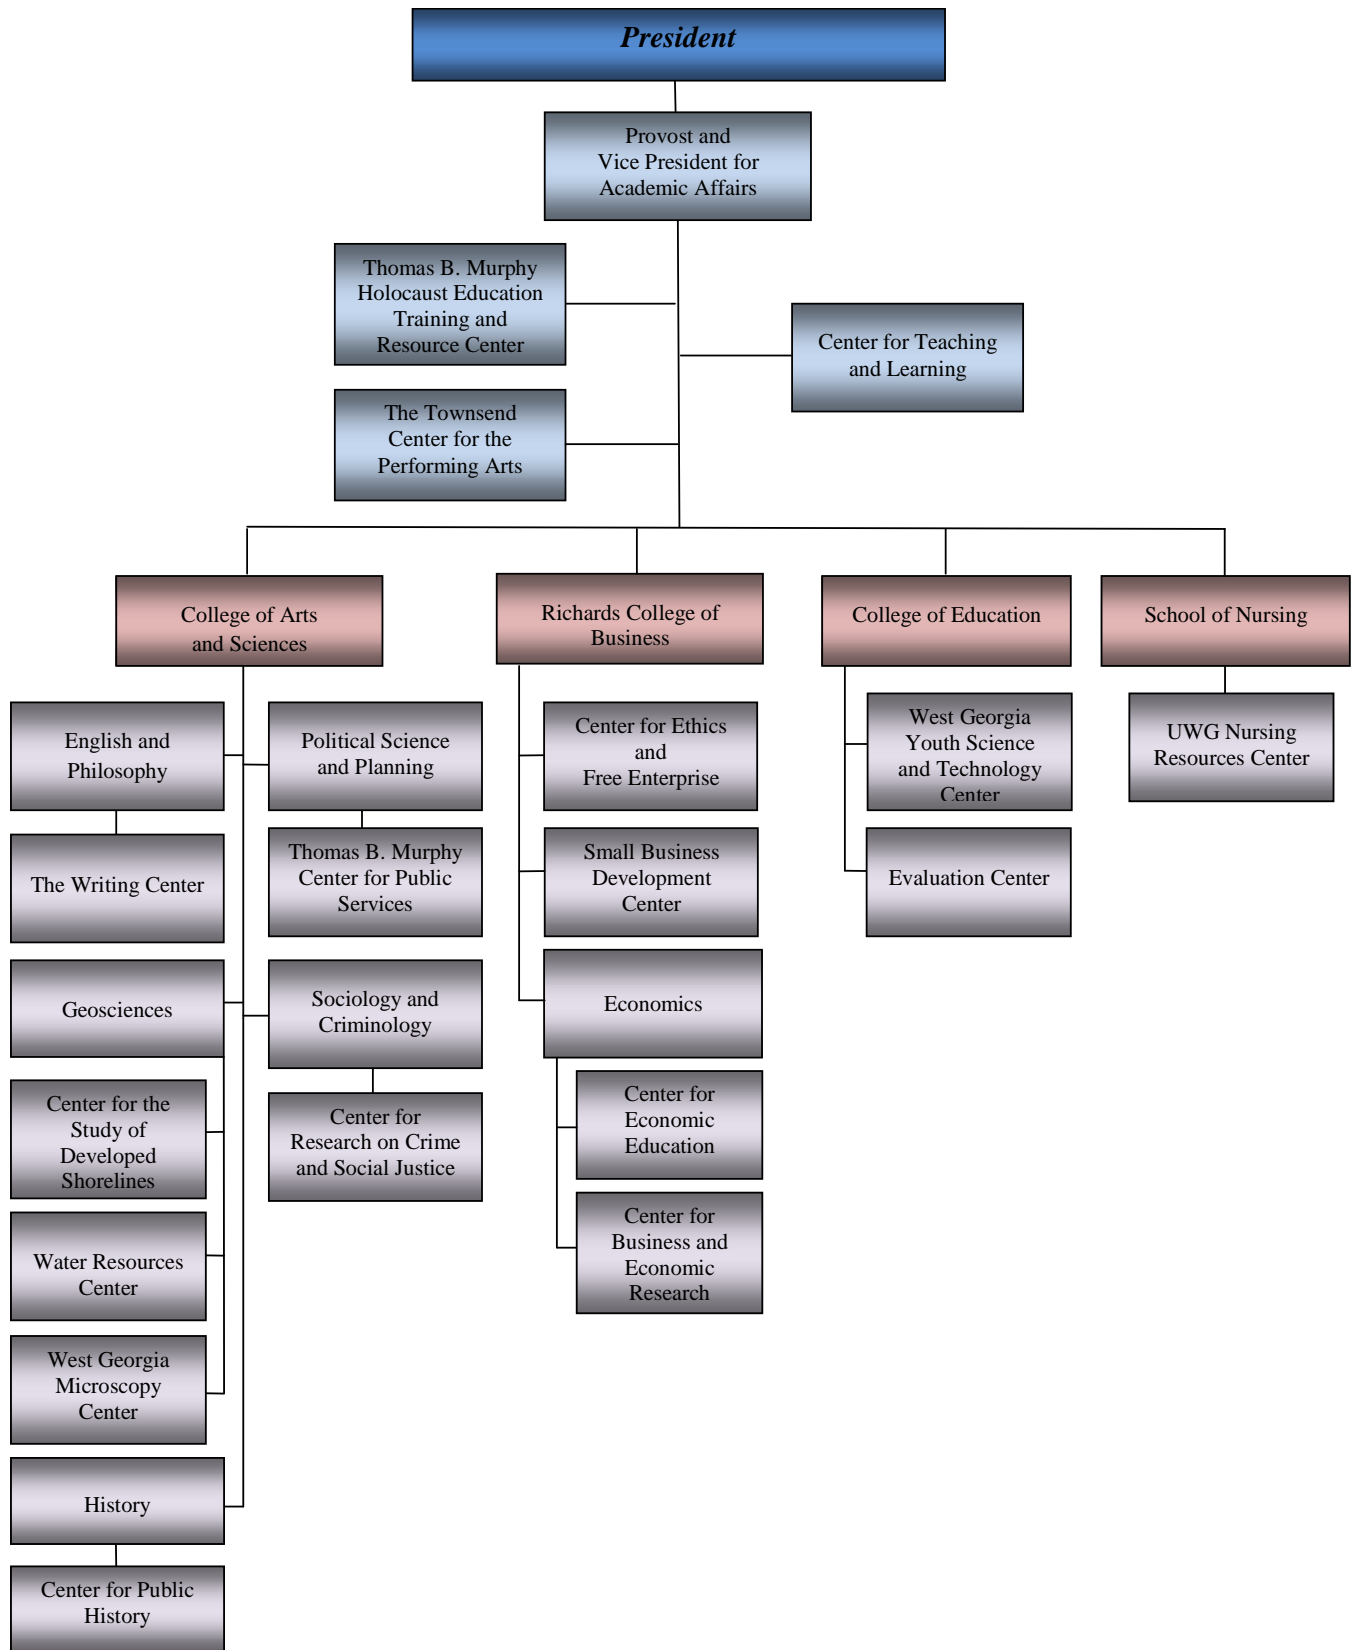 President
Provost and
Vice President for
Academic Affairs
Thomas B. Murphy
Holocaust Education
Training and
Resource Center
Center for Teaching
and Learning
The Townsend
Center for the
Performing Arts
College of Arts
and Sciences
Richards College of
Business
College of Education
School of Nursing
English and
Philosophy
Political Science
and Planning
Center for Ethics
and
Free Enterprise
West Georgia
Youth Science
and Technology
Center
UWG Nursing
Resources Center
The Writing Center
Thomas B. Murphy
Center for Public
Services
Small Business
Development
Center
Evaluation Center
Geosciences
Sociology and
Criminology
Economics
Center for the
Study of
Developed
Shorelines
Center for
Research on Crime
and Social Justice
Center for
Economic
Education
Water Resources
Center
Center for
Business and
Economic
Research
West Georgia
Microscopy
Center
History
Center for Public
History